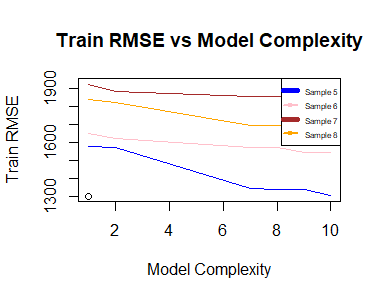 Train RMSE vs Model Complexity
Train RMSE
1900
1600
1300
Sample 5
Sample 6
Sample 7
Sample 8
2
4
6
8
10
Model Complexity